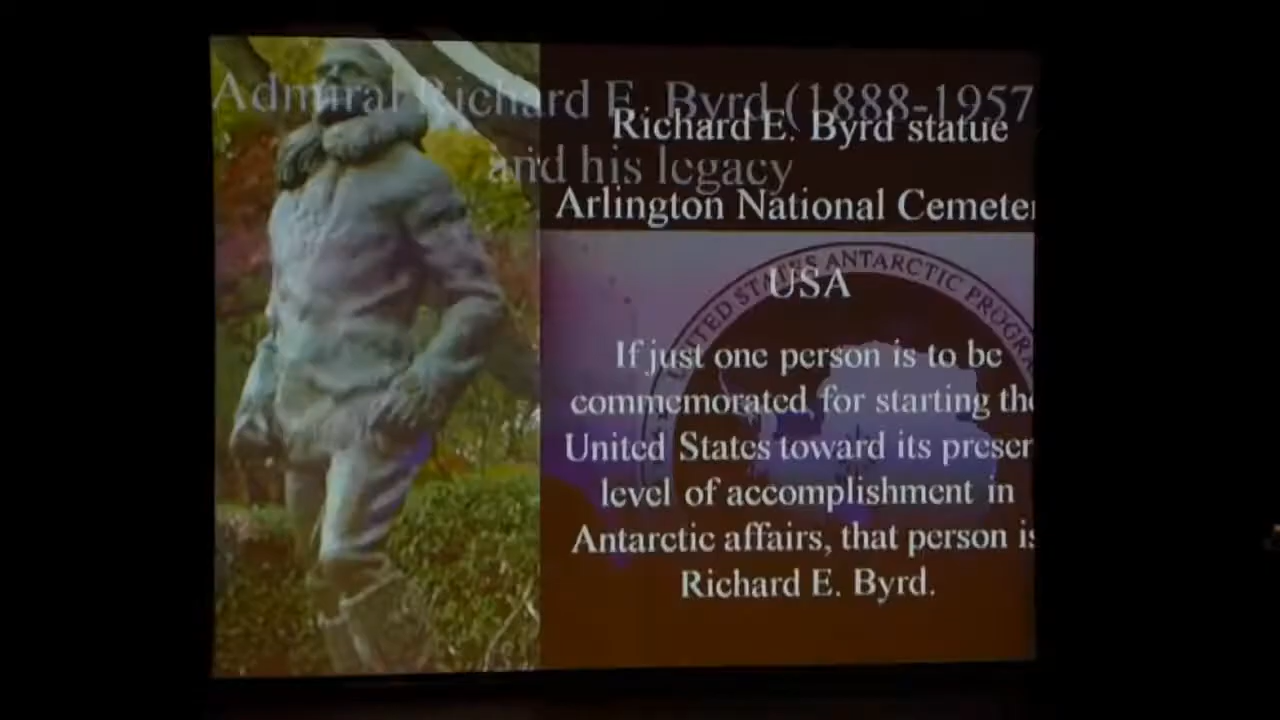 Admiral Richard E. Byrd (1888-1957
and his legacy
Richard E. Byrd statue
Arlington National Cemeter
USA
UNITED STATES ANTARCTIC PROGRA
If just one person is to be
commemorated for starting the
United States toward its presen
level of accomplishment in
Antarctic affairs, that person is
Richard E. Byrd.